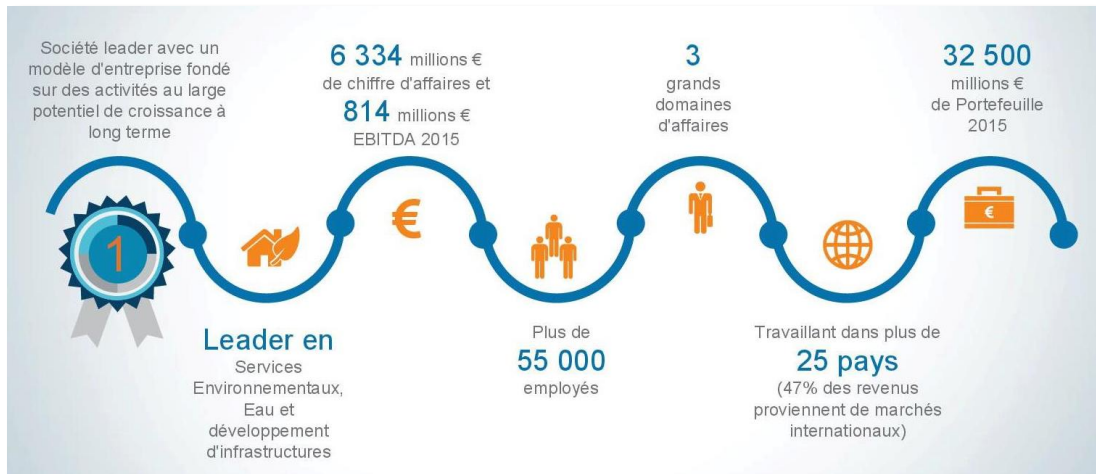 Société leader avec un
modèle d'entreprise fondé
sur des activités au large
potentiel de croissance à
long terme
1
Leader en
Services
Environnementaux,
Eau et
développement
d'infrastructures
6 334 millions €
de chiffre d'affaires et
814 millions €
EBITDA 2015
€
Plus de
55 000
employés
3
grands
domaines
d'affaires
Travaillant dans plus de
25 pays
(47% des revenus
proviennent de marchés
internationaux)
32 500
millions €
de Portefeuille
2015
€